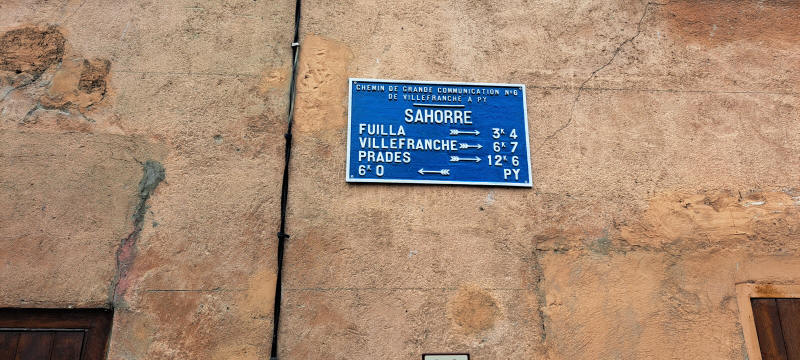 CHEMIN DE GRANDE COMMUNICATION Nº6
DE VILLEFRANCHE A PY
SAHORRE
FUILLA 3ᴷ 4
VILLEFRANCHE 6ᴷ 7
PRADES 12ᴷ 6
6ᴷ 0 PY